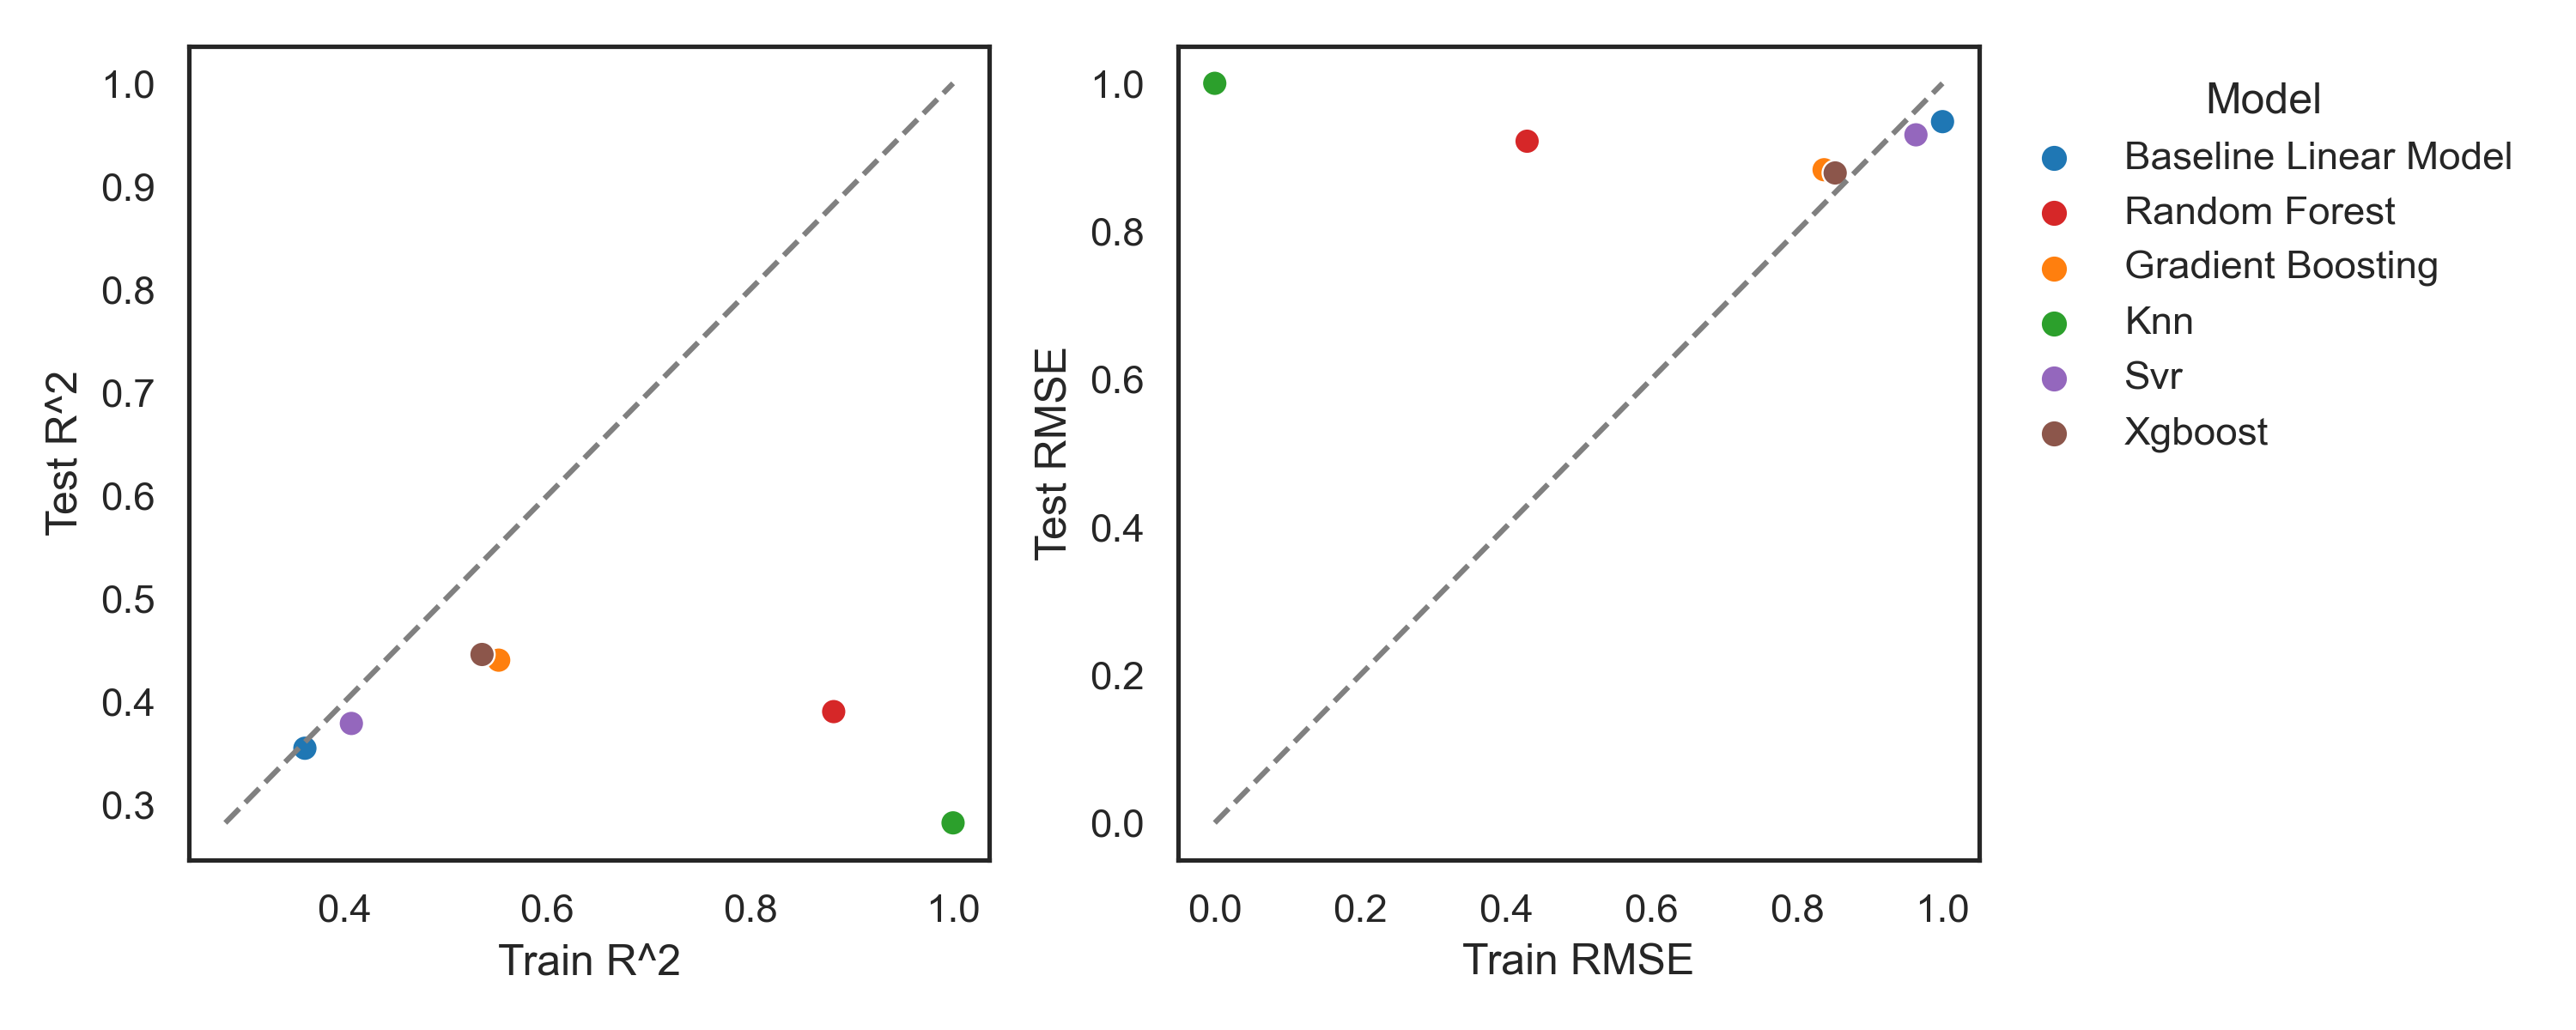 1.0
0.9
0.8
0.7
0.6
0.5
0.4
0.3
Test R^2
0.4 0.6 0.8 1.0
Train R^2
1.0
0.8
0.6
0.4
0.2
0.0
Test RMSE
0.0 0.2 0.4 0.6 0.8 1.0
Train RMSE
Model
Baseline Linear Model
Random Forest
Gradient Boosting
Knn
Svr
Xgboost